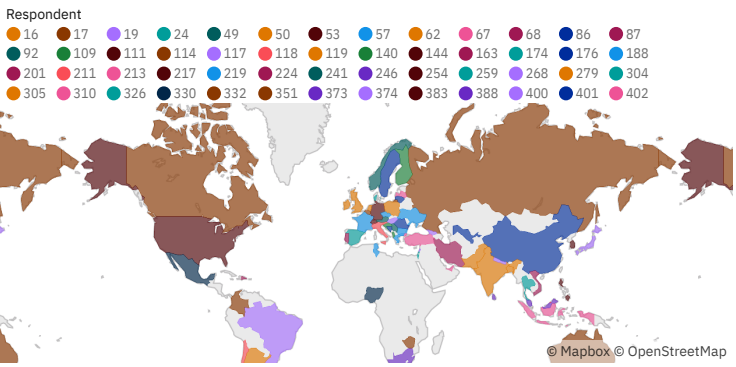 Respondent
16 17 19 24 49 50 53 57 62 67 68 86 87
92 109 111 114 117 118 119 140 144 163 174 176 188
201 211 213 217 219 224 241 246 254 259 268 279 304
305 310 326 330 332 351 373 374 383 388 400 401 402
© Mapbox © OpenStreetMap